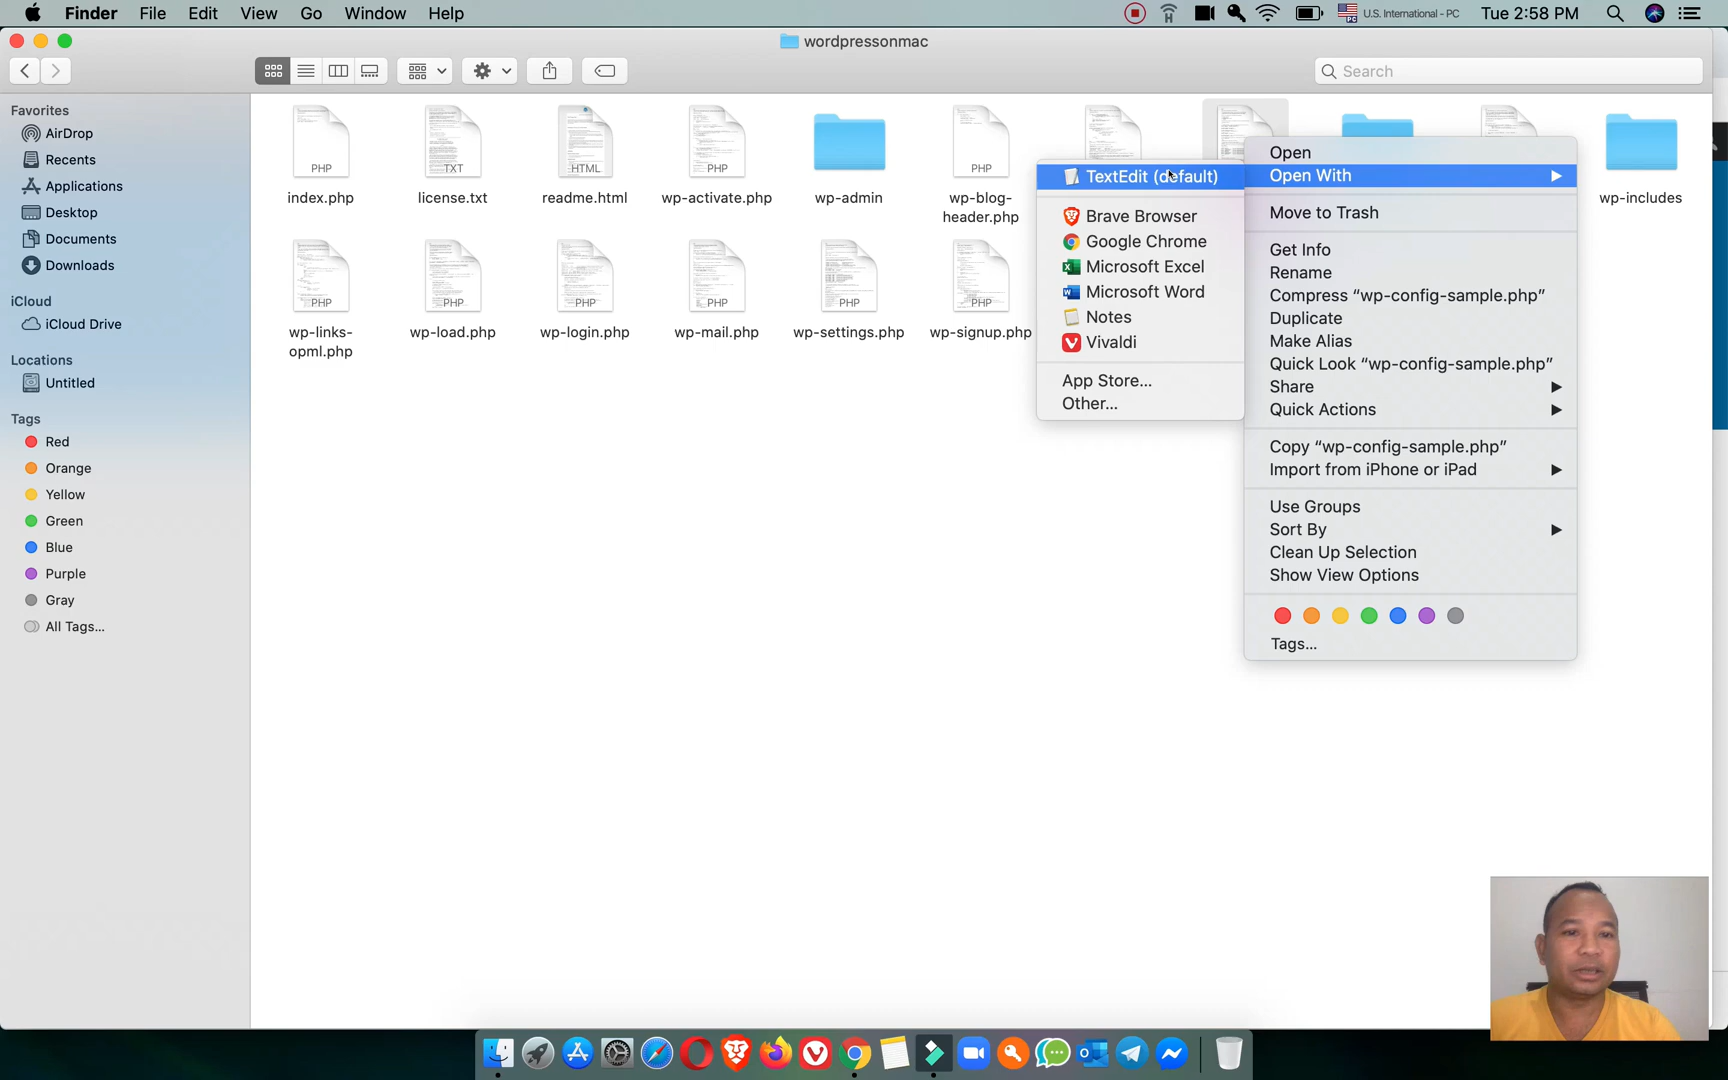 Finder File Edit View Go Window Help
U.S. International - PC Tue 2:58 PM
wordpressonmac
Search
Favorites
AirDrop
Recents
Applications
Desktop
Documents
Downloads
iCloud
iCloud Drive
Locations
Untitled
Tags
Red
Orange
Yellow
Green
Blue
Purple
Gray
All Tags...
PHP
TXT
HTML
PHP
PHP
index.php
license.txt
readme.html
wp-activate.php
wp-admin
wp-blog-
header.php
wp-includes
PHP
PHP
PHP
PHP
PHP
PHP
wp-links-
opml.php
wp-load.php
wp-login.php
wp-mail.php
wp-settings.php
wp-signup.php
TextEdit (default)
Brave Browser
Google Chrome
Microsoft Excel
Microsoft Word
Notes
Vivaldi
App Store...
Other...
Open
Open With
Move to Trash
Get Info
Rename
Compress “wp-config-sample.php”
Duplicate
Make Alias
Quick Look “wp-config-sample.php”
Share
Quick Actions
Copy “wp-config-sample.php”
Import from iPhone or iPad
Use Groups
Sort By
Clean Up Selection
Show View Options
Tags...